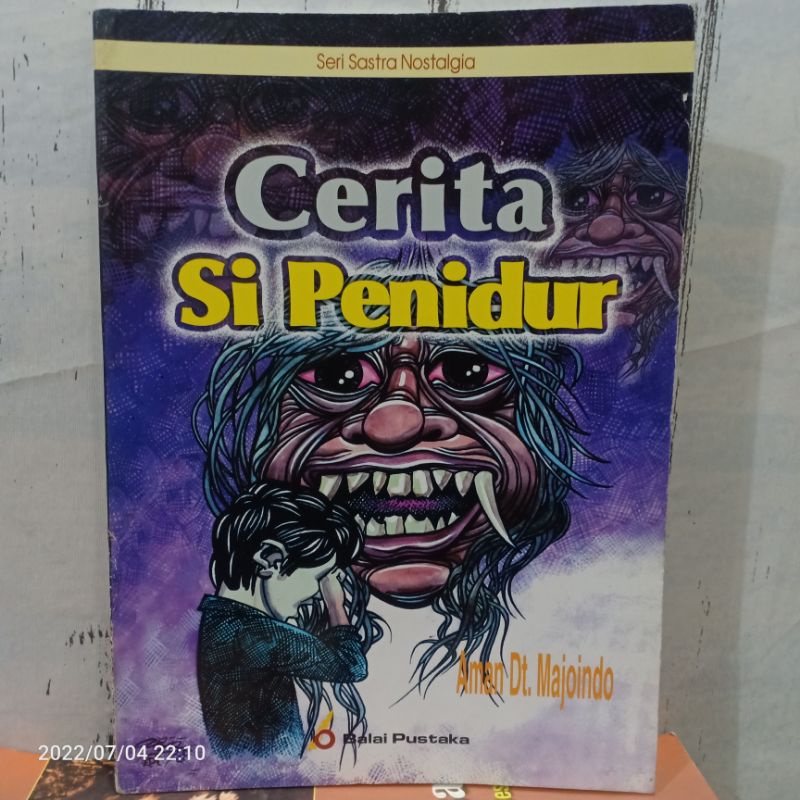 Seri Sastra Nostalgia
Cerita
Si Penidur
Aman Dt. Majoindo
Balai Pustaka
2022/07/04 22:10